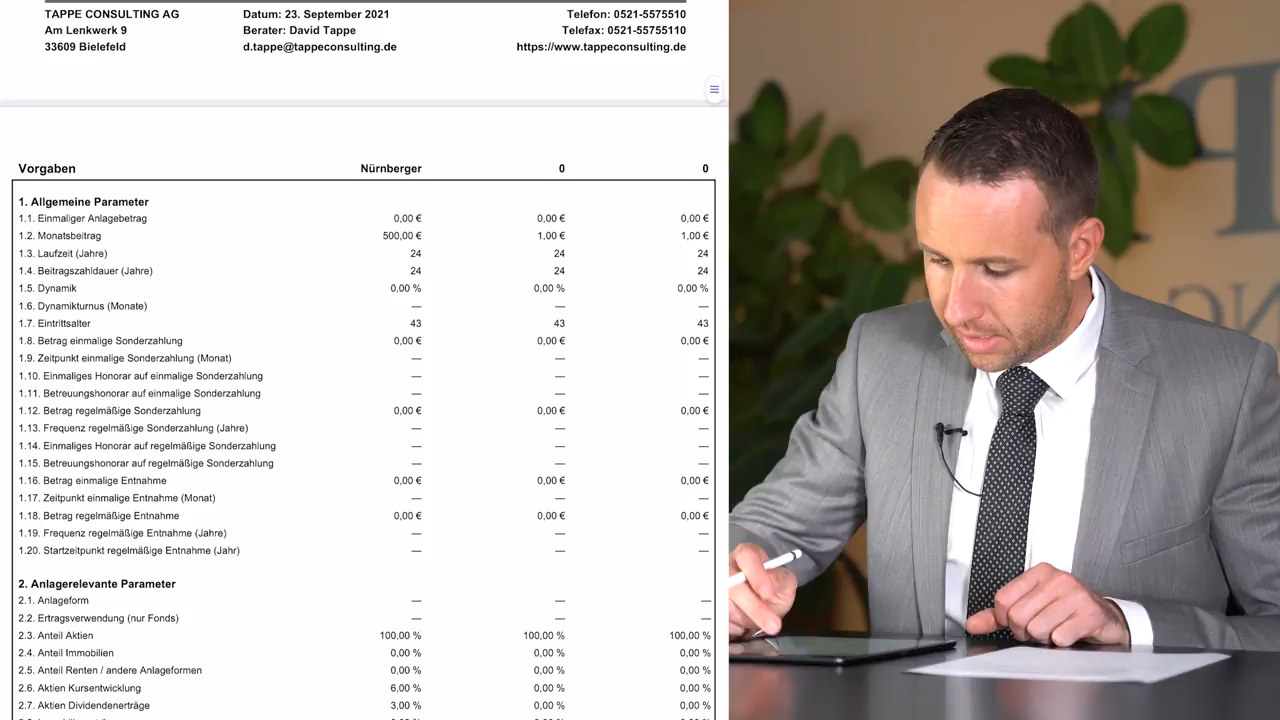 TAPPE CONSULTING AG Datum: 23. September 2021 Telefon: 0521-5575510
Am Lenkwerk 9 Berater: David Tappe Telefax: 0521-55755110
33609 Bielefeld d.tappe@tappeconsulting.de https://www.tappeconsulting.de
Vorgaben Nürnberger 0 0
1. Allgemeine Parameter
1.1. Einmaliger Anlagebetrag 0,00 € 0,00 € 0,00 €
1.2. Monatsbeitrag 500,00 € 1,00 € 1,00 €
1.3. Laufzeit (Jahre) 24 24 24
1.4. Beitragszahldauer (Jahre) 24 24 24
1.5. Dynamik 0,00 % 0,00 % 0,00 %
1.6. Dynamikturnus (Monate) — — —
1.7. Eintrittsalter 43 43 43
1.8. Betrag einmalige Sonderzahlung 0,00 € 0,00 € 0,00 €
1.9. Zeitpunkt einmalige Sonderzahlung (Monat) — — —
1.10. Einmaliges Honorar auf einmalige Sonderzahlung — — —
1.11. Betreuungshonorar auf einmalige Sonderzahlung — — —
1.12. Betrag regelmäßige Sonderzahlung 0,00 € 0,00 € 0,00 €
1.13. Frequenz regelmäßige Sonderzahlung (Jahre) — — —
1.14. Einmaliges Honorar auf regelmäßige Sonderzahlung — — —
1.15. Betreuungshonorar auf regelmäßige Sonderzahlung — — —
1.16. Betrag einmalige Entnahme 0,00 € 0,00 € 0,00 €
1.17. Zeitpunkt einmalige Entnahme (Monat) — — —
1.18. Betrag regelmäßige Entnahme 0,00 € 0,00 € 0,00 €
1.19. Frequenz regelmäßige Entnahme (Jahre) — — —
1.20. Startzeitpunkt regelmäßige Entnahme (Jahr) — — —
2. Anlagerelevante Parameter
2.1. Anlageform — — —
2.2. Ertragsverwendung (nur Fonds) — — —
2.3. Anteil Aktien 100,00 % 100,00 % 100,00 %
2.4. Anteil Immobilien 0,00 % 0,00 % 0,00 %
2.5. Anteil Renten / andere Anlageformen 0,00 % 0,00 % 0,00 %
2.6. Aktien Kursentwicklung 6,00 % 0,00 % 0,00 %
2.7. Aktien Dividendenerträge 3,00 % 0,00 % 0,00 %